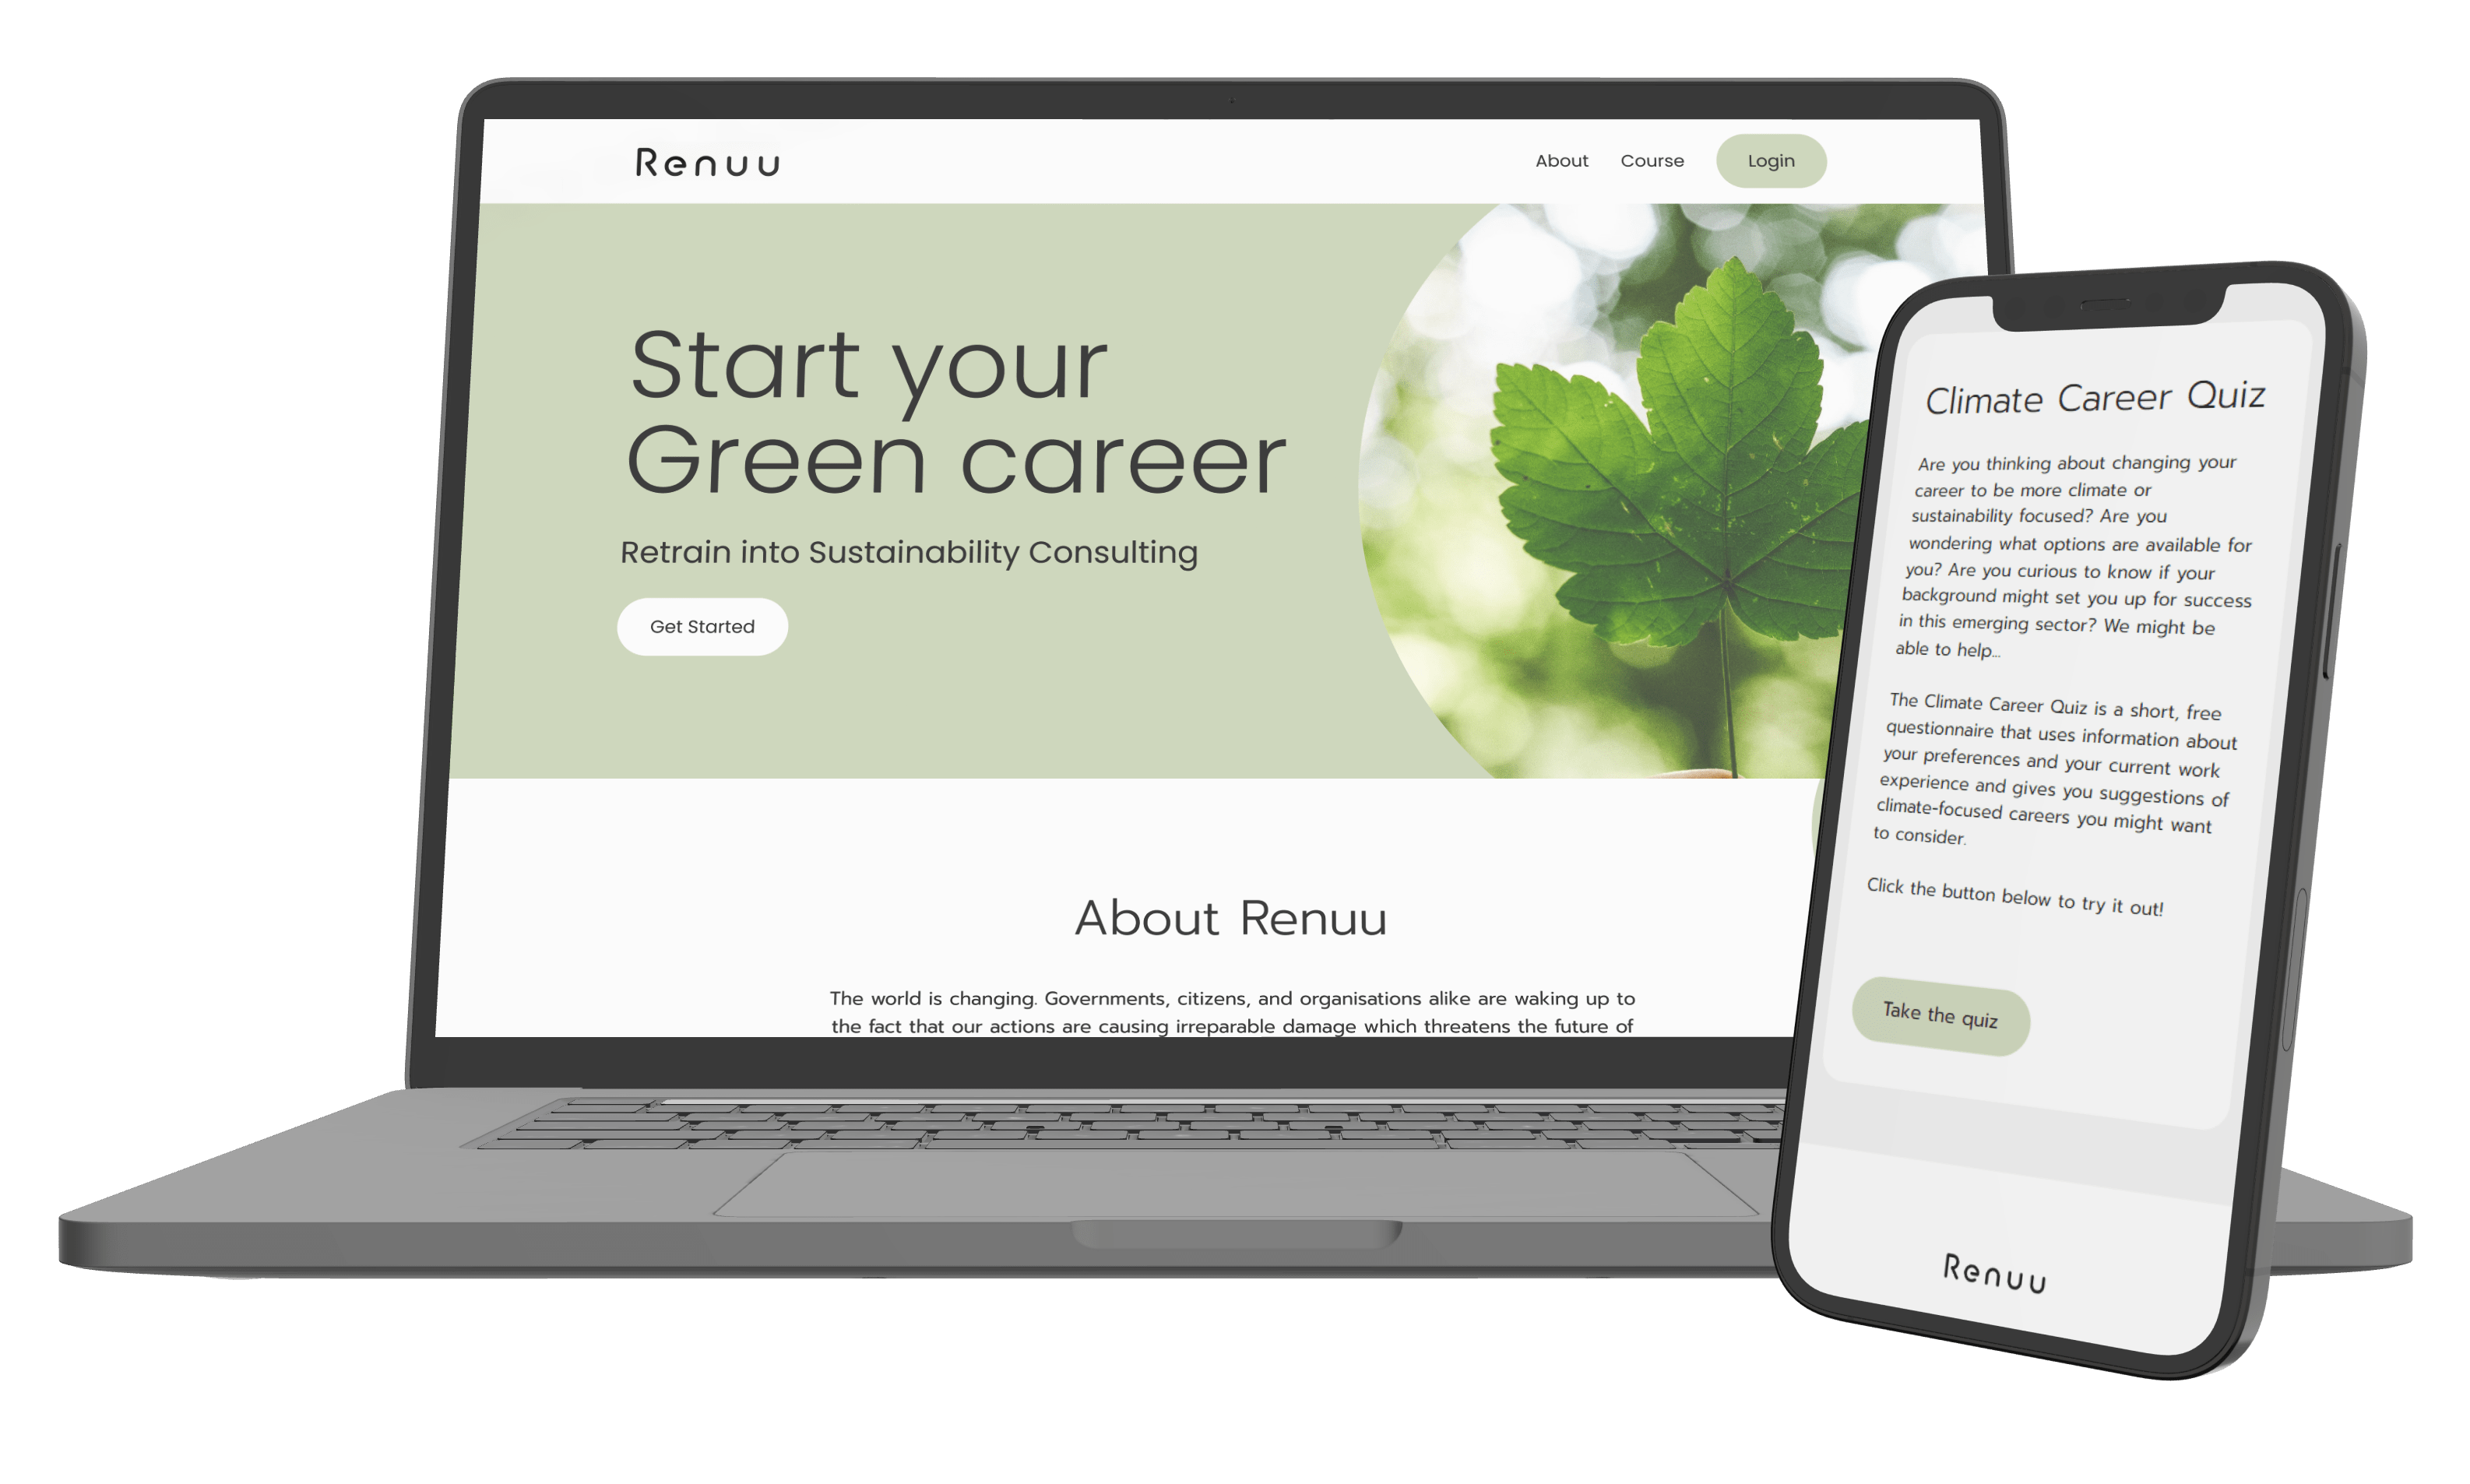 Renuu
About Course Login
Start your
Green career
Retrain into Sustainability Consulting
Get Started
About Renuu
The world is changing. Governments, citizens, and organisations alike are waking up to
the fact that our actions are causing irreparable damage which threatens the future of
Climate Career Quiz
Are you thinking about changing your
career to be more climate or
sustainability focused? Are you
wondering what options are available for
you? Are you curious to know if your
background might set you up for success
in this emerging sector? We might be
able to help...
The Climate Career Quiz is a short, free
questionnaire that uses information about
your preferences and your current work
experience and gives you suggestions of
climate-focused careers you might want
to consider.
Click the button below to try it out!
Take the quiz
Renuu